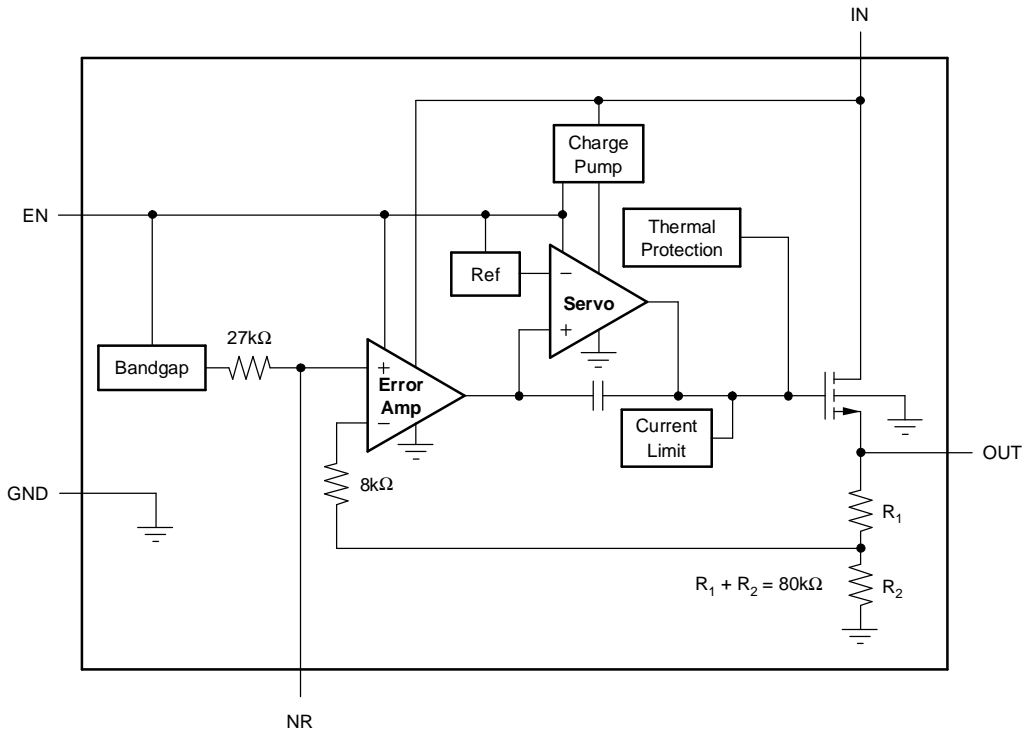 IN
Charge
Pump
EN
Thermal
Protection
Ref
−
Servo
+
27kΩ
Bandgap
+
Error
Amp
−
Current
Limit
OUT
8kΩ
GND
R1
R1 + R2 = 80kΩ
R2
NR